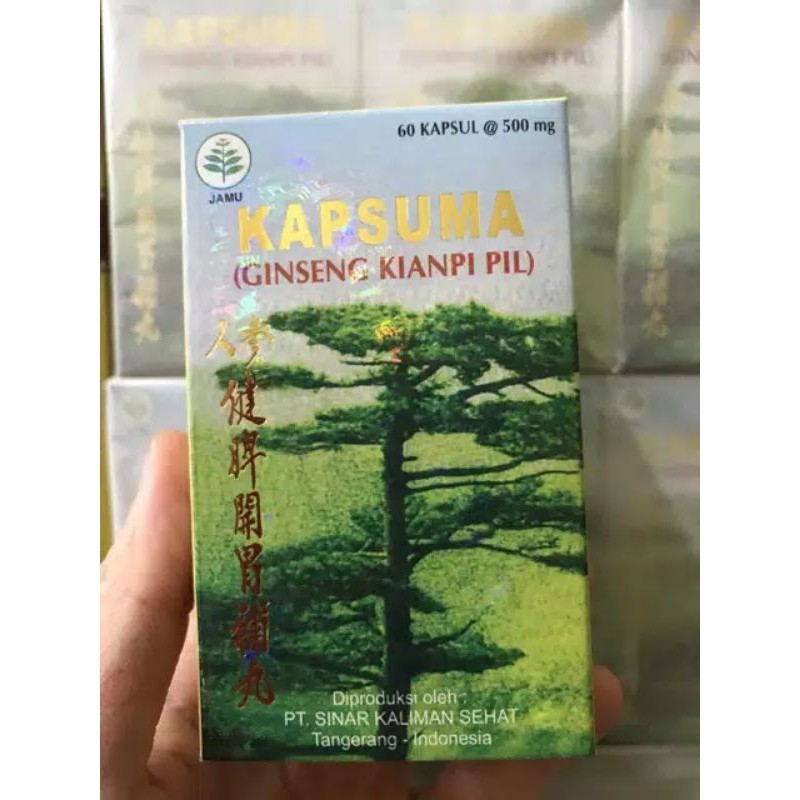 60 KAPSUL @ 500 mg
JAMU
KAPSUMA
(GINSENG KIANPI PIL)
人參健脾開胃補丸
Diproduksi oleh :
PT. SINAR KALIMAN SEHAT
Tangerang - Indonesia
KAPSUMA